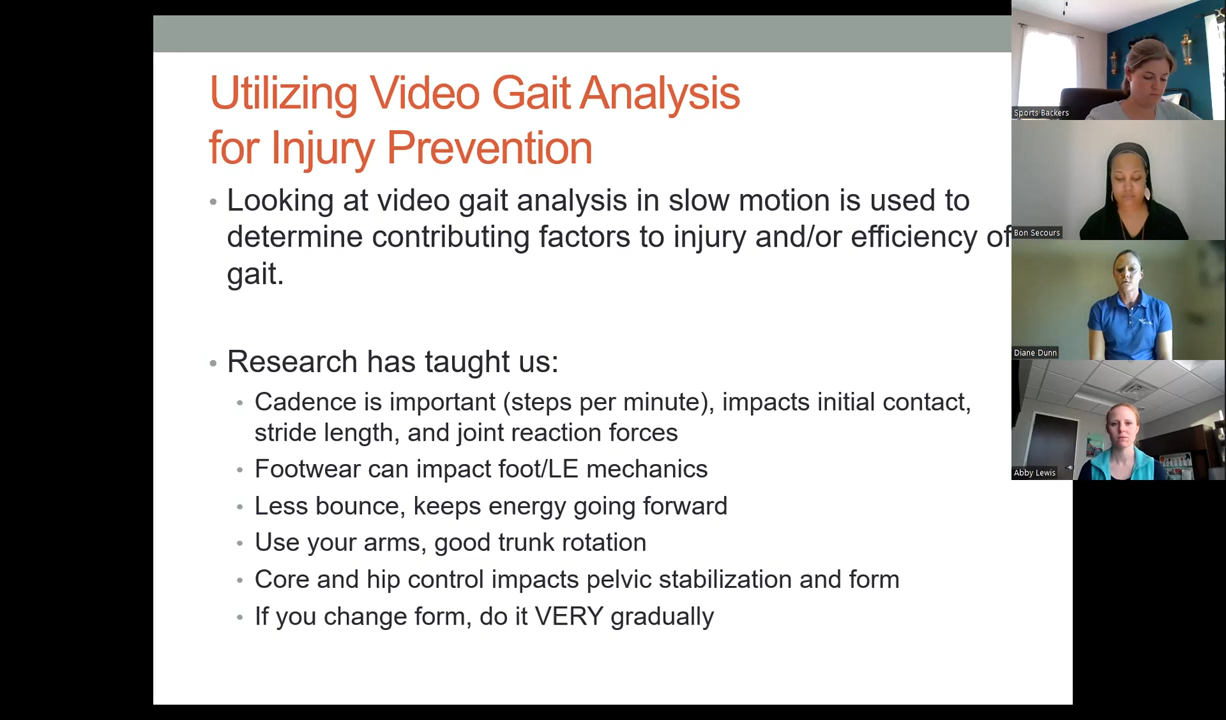 Utilizing Video Gait Analysis
for Injury Prevention
• Looking at video gait analysis in slow motion is used to
determine contributing factors to injury and/or efficiency of
gait.
• Research has taught us:
• Cadence is important (steps per minute), impacts initial contact,
stride length, and joint reaction forces
• Footwear can impact foot/LE mechanics
• Less bounce, keeps energy going forward
• Use your arms, good trunk rotation
• Core and hip control impacts pelvic stabilization and form
• If you change form, do it VERY gradually
Sports Backers
Bon Secours
Diane Dunn
Abby Lewis